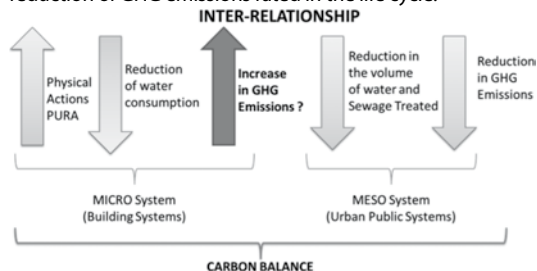 reduction of GHG emissions rated in the life cycle.
INTER-RELATIONSHIP
Physical
Actions
PURA
Reduction
of water
consumption
Increase
in GHG
Emissions ?
Reduction in
the volume
of water and
Sewage Treated
Reduction
in GHG
Emissions
MICRO System
(Building Systems)
MESO System
(Urban Public Systems)
CARBON BALANCE